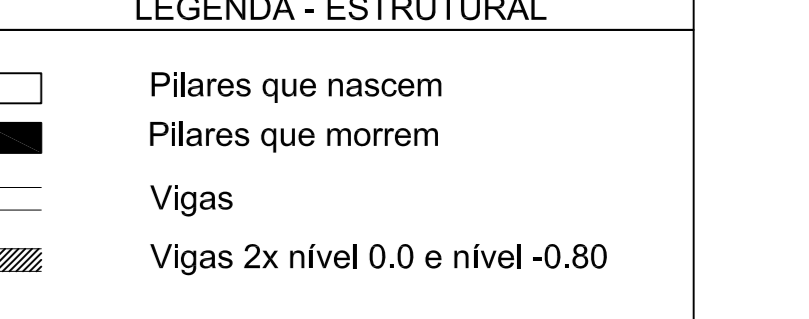 LEGENDA - ESTRUTURAL
Pilares que nascem
Pilares que morrem
Vigas
Vigas 2x nível 0.0 e nível -0.80